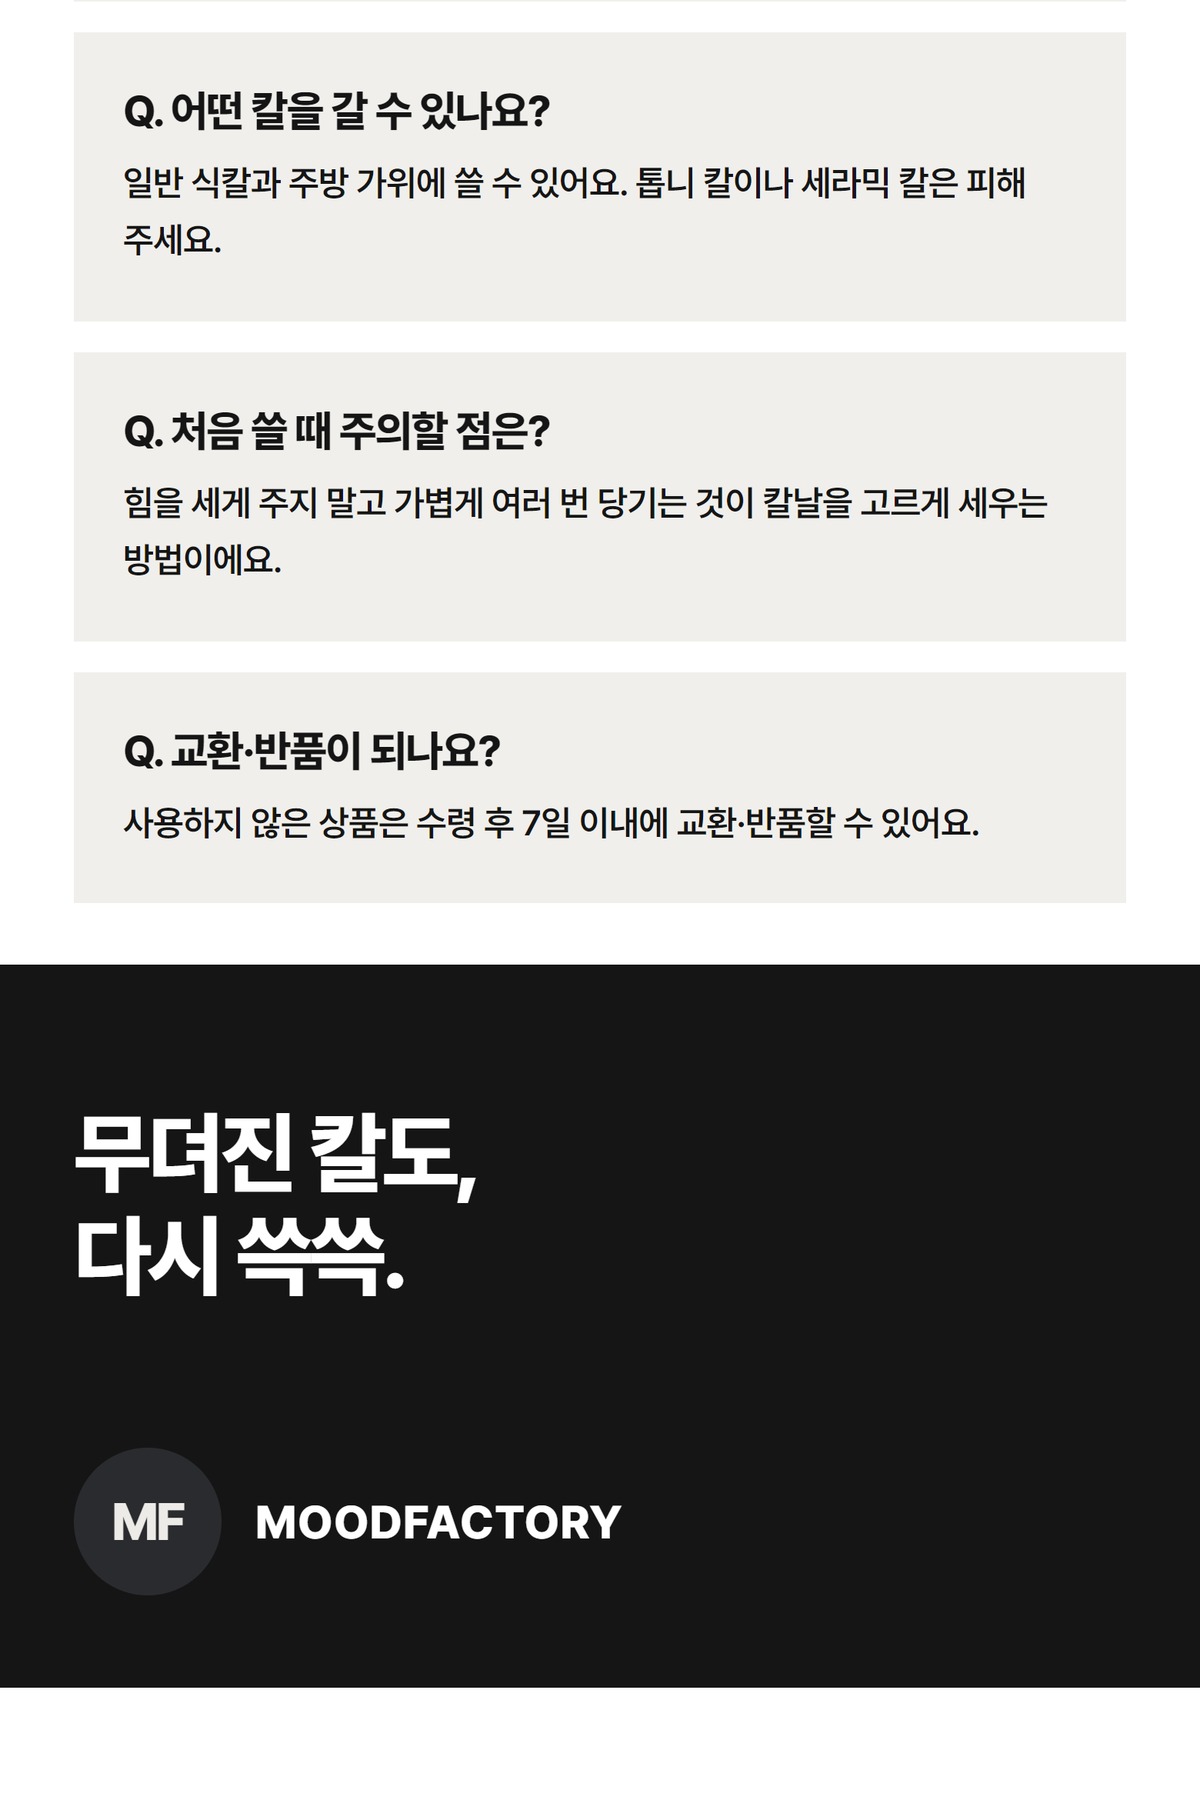 Q. 어떤 칼을 갈 수 있나요?
일반 식칼과 주방 가위에 쓸 수 있어요. 톱니 칼이나 세라믹 칼은 피해
주세요.
Q. 처음 쓸 때 주의할 점은?
힘을 세게 주지 말고 가볍게 여러 번 당기는 것이 칼날을 고르게 세우는
방법이에요.
Q. 교환·반품이 되나요?
사용하지 않은 상품은 수령 후 7일 이내에 교환·반품할 수 있어요.
무뎌진 칼도,
다시 쓱쓱.
MF
MOODFACTORY